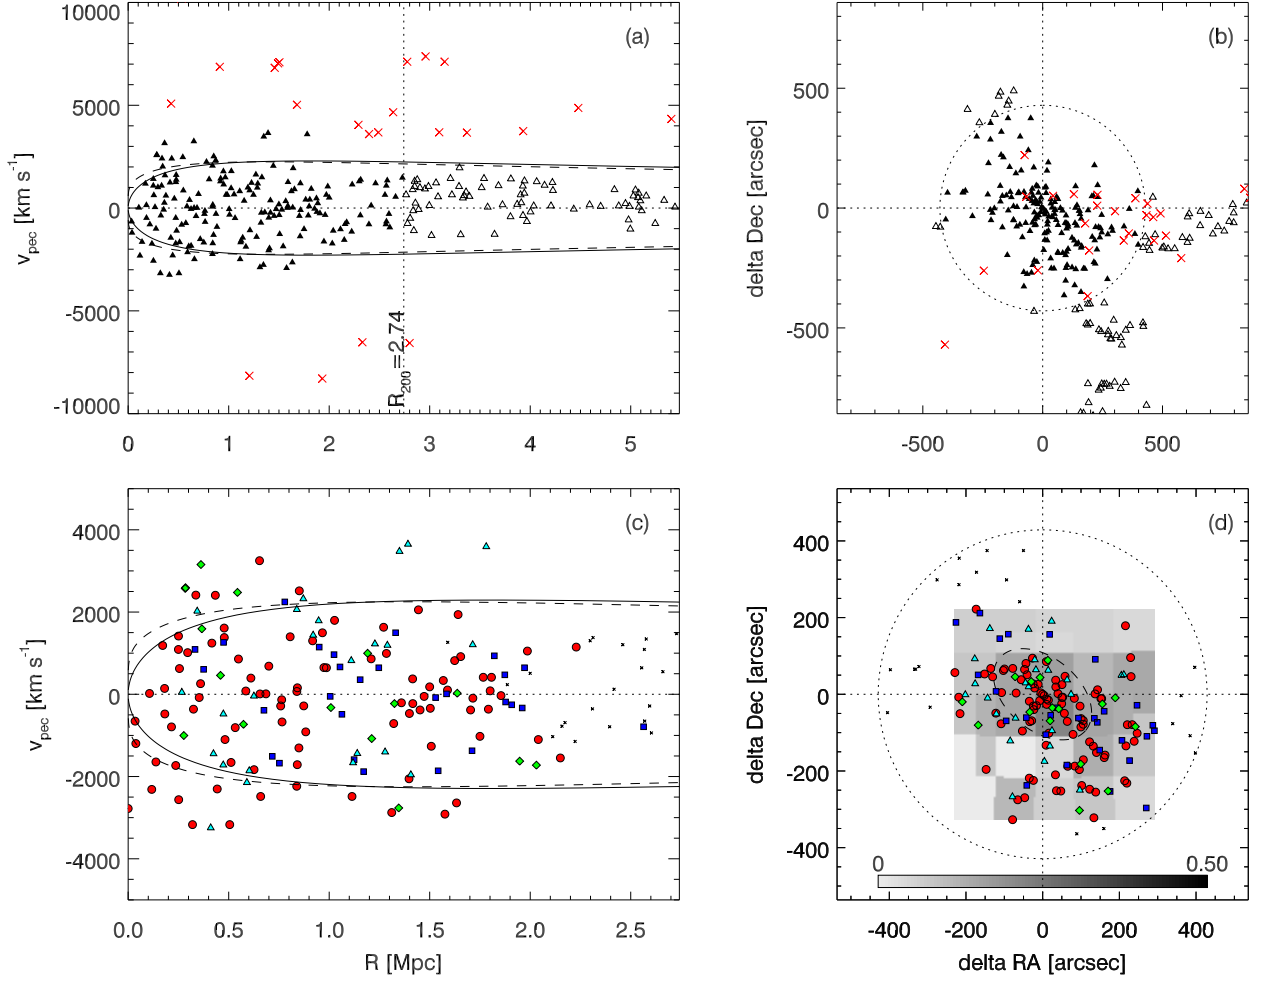 (a)
10000
5000
0
-5000
-10000
v_pec [km s^-1]
R_200=2.74
0 1 2 3 4 5
(b)
500
0
-500
delta Dec [arcsec]
-500 0 500
(c)
4000
2000
0
-2000
-4000
v_pec [km s^-1]
0.0 0.5 1.0 1.5 2.0 2.5
R [Mpc]
(d)
400
200
0
-200
-400
delta Dec [arcsec]
0 0.50
-400 -200 0 200 400
delta RA [arcsec]